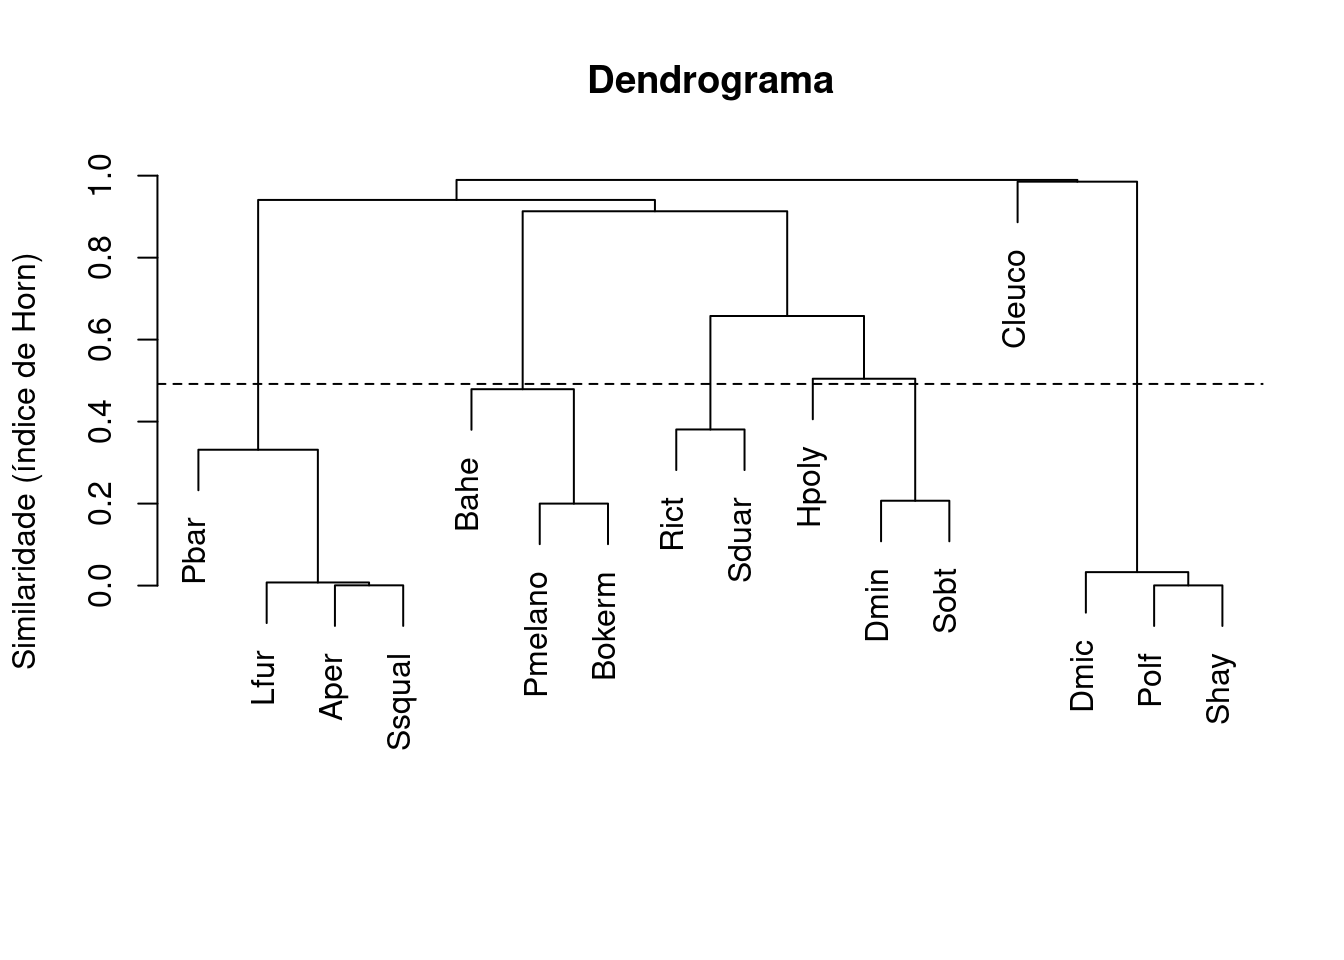 Dendrograma
Similaridade (índice de Horn)
1.0
0.8
0.6
0.4
0.2
0.0
Pbar
Lfur
Aper
Ssqual
Bahe
Pmelano
Bokerm
Rict
Sduar
Hpoly
Dmin
Sobt
Cleuco
Dmic
Polf
Shay